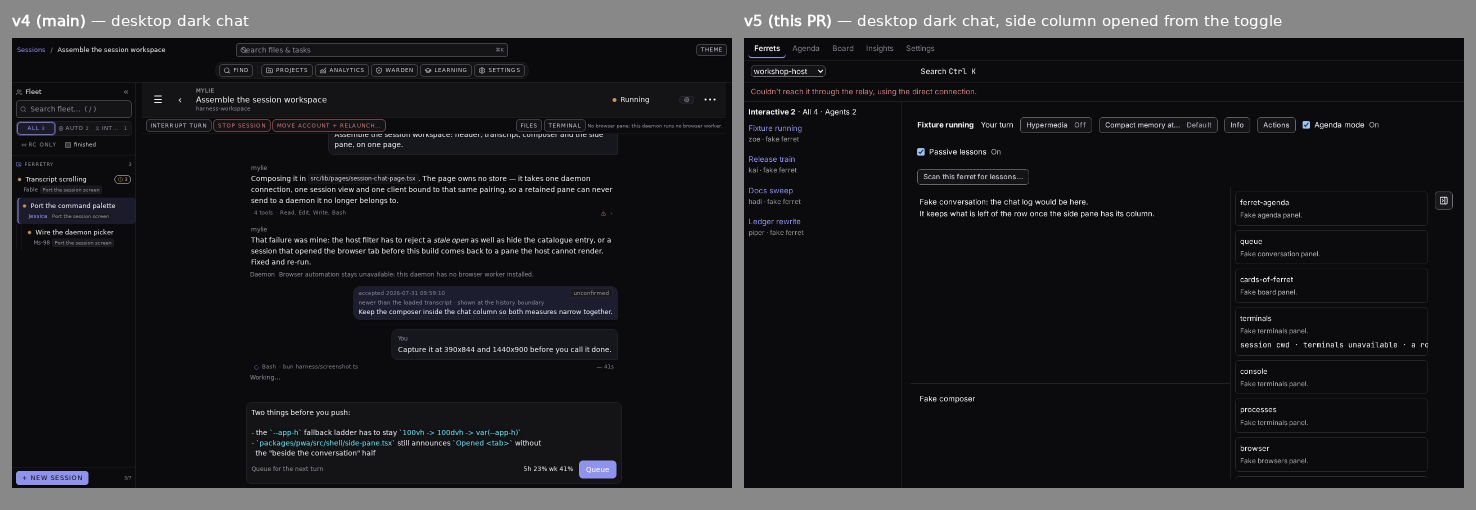 v4 (main) — desktop dark chat
Sessions / Assemble the session workspace
Search files & tasks
⌘K
THEME
FIND
PROJECTS
ANALYTICS
WARDEN
LEARNING
SETTINGS
Fleet
«
Search fleet... (/)
ALL 3
AUTO 2
INT... 1
RC ONLY
finished
FERRETRY
3
Transcript scrolling
Fable Port the session screen
Port the command palette
Jessica Port the session screen
Wire the daemon picker
Ms-98 Port the session screen
+ NEW SESSION
MYLIE
Assemble the session workspace
harness-workspace
Running
INTERRUPT TURN
STOP SESSION
MOVE ACCOUNT + RELAUNCH...
FILES
TERMINAL
No browser pane: this daemon runs no browser worker.
Assemble the session workspace: header, transcript, composer and the side
pane, on one page.
mylie
Composing it in src/lib/pages/session-chat-page.tsx . The page owns no store — it takes one daemon
connection, one session view and one client bound to that same pairing, so a retained pane can never
send to a daemon it no longer belongs to.
4 tools · Read, Edit, Write, Bash
mylie
That failure was mine: the host filter has to reject a stale open as well as hide the catalogue entry, or a
session that opened the browser tab before this build comes back to a pane the host cannot render.
Fixed and re-run.
Daemon Browser automation stays unavailable: this daemon has no browser worker installed.
accepted 2026-07-31 09:59:10
unconfirmed
newer than the loaded transcript · shown at the history boundary
Keep the composer inside the chat column so both measures narrow together.
You
Capture it at 390x844 and 1440x900 before you call it done.
Bash · bun harness/screenshot.ts
— 41s
Working...
Two things before you push:
- the `--app-h` fallback ladder has to stay `100vh -> 100dvh -> var(--app-h)`
- `packages/pwa/src/shell/side-pane.tsx` still announces `Opened <tab>` without
the "beside the conversation" half
Queue for the next turn
5h 23% wk 41%
Queue
v5 (this PR) — desktop dark chat, side column opened from the toggle
Ferrets
Agenda
Board
Insights
Settings
workshop-host
Search Ctrl K
Couldn't reach it through the relay, using the direct connection.
Interactive 2 · All 4 · Agents 2
Fixture running
zoe · fake ferret
Release train
kai · fake ferret
Docs sweep
hadi · fake ferret
Ledger rewrite
piper · fake ferret
Fixture running
Your turn
Hypermedia Off
Compact memory at... Default
Info
Actions
Agenda mode On
Passive lessons On
Scan this ferret for lessons...
Fake conversation: the chat log would be here.
It keeps what is left of the row once the side pane has its column.
Fake composer
ferret-agenda
Fake agenda panel.
queue
Fake conversation panel.
cards-of-ferret
Fake board panel.
terminals
Fake terminals panel.
session cwd · terminals unavailable · a ro
console
Fake terminals panel.
processes
Fake terminals panel.
browser
Fake browsers panel.